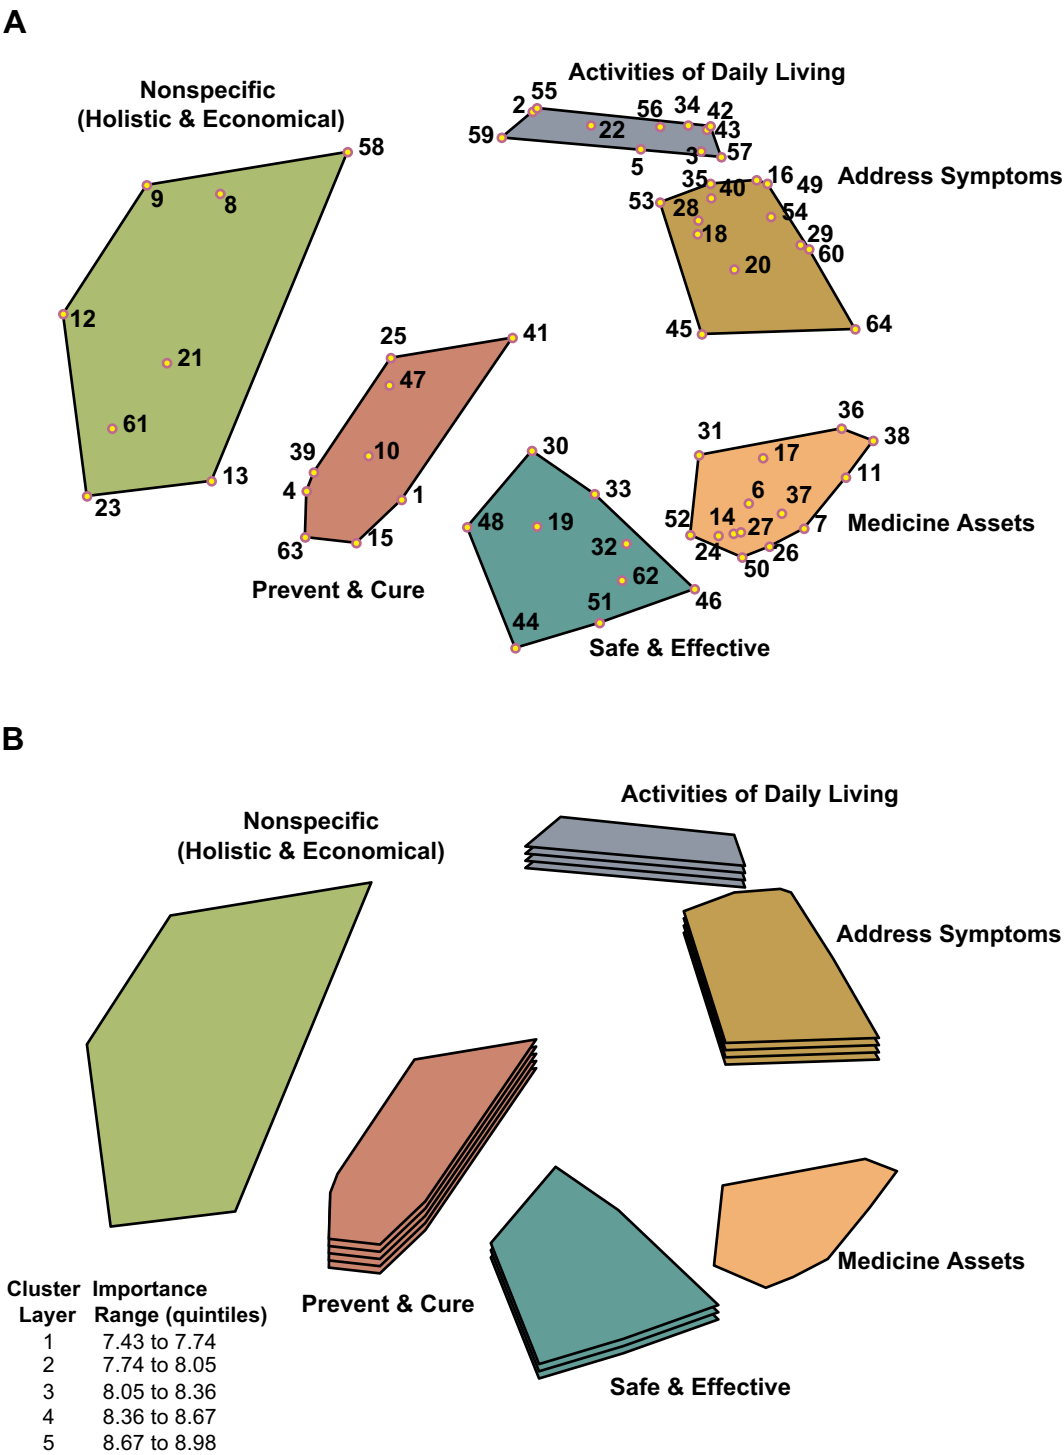 A
Activities of Daily Living
Nonspecific
(Holistic & Economical)
55
2
56
34
42
22
43
59
5
3
57
58
35
40
16
49
Address Symptoms
9
8
53
28
54
18
29
60
20
12
45
64
25
41
21
47
61
36
31
38
39
10
30
17
11
13
4
1
33
6
37
23
48
19
52
14
27
7
Medicine Assets
15
63
32
24
26
50
Prevent & Cure
62
46
51
44
Safe & Effective
B
Activities of Daily Living
Nonspecific
(Holistic & Economical)
Address Symptoms
Medicine Assets
Prevent & Cure
Safe & Effective
Cluster Importance
Layer Range (quintiles)
1 7.43 to 7.74
2 7.74 to 8.05
3 8.05 to 8.36
4 8.36 to 8.67
5 8.67 to 8.98